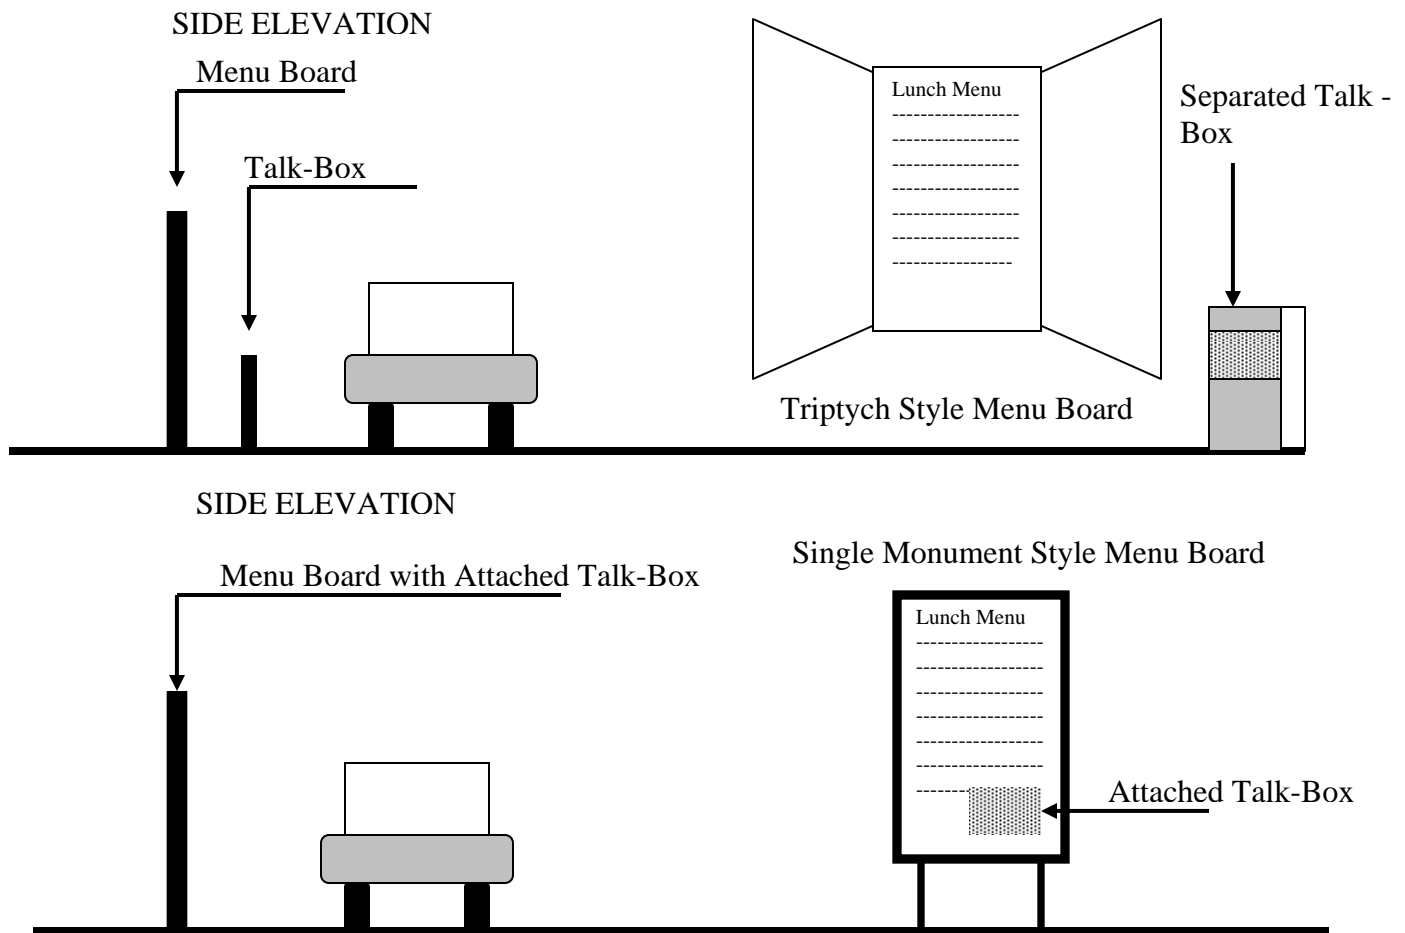 SIDE ELEVATION
Menu Board
Talk-Box
Lunch Menu
------------------
------------------
------------------
------------------
------------------
------------------
-----------------
Separated Talk -
Box
Triptych Style Menu Board
SIDE ELEVATION
Menu Board with Attached Talk-Box
Single Monument Style Menu Board
Lunch Menu
------------------
------------------
------------------
------------------
------------------
------------------
--------
Attached Talk-Box